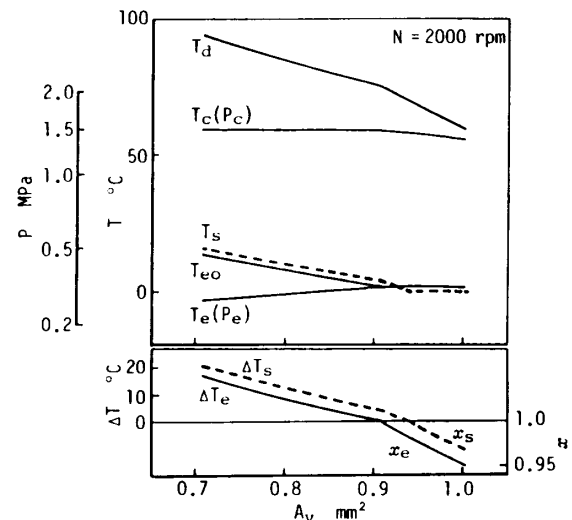 100
N = 2000 rpm
T_d
2.0
T_c(P_c)
1.5
50
1.0
P MPa
T °C
T_s
0.5
T_eo
0
T_e(P_e)
0.2
ΔT °C
20
ΔT_s
10
ΔT_e
0
1.0
x_s
x_e
x
0.95
0.7
0.8
0.9
1.0
A_v mm²